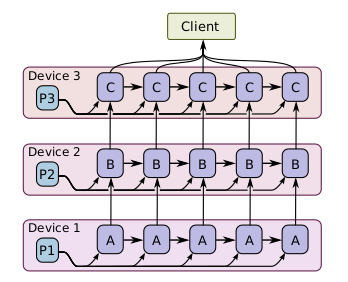 Client
Device 3
P3 C C C C C
Device 2
P2 B B B B B
Device 1
P1 A A A A A